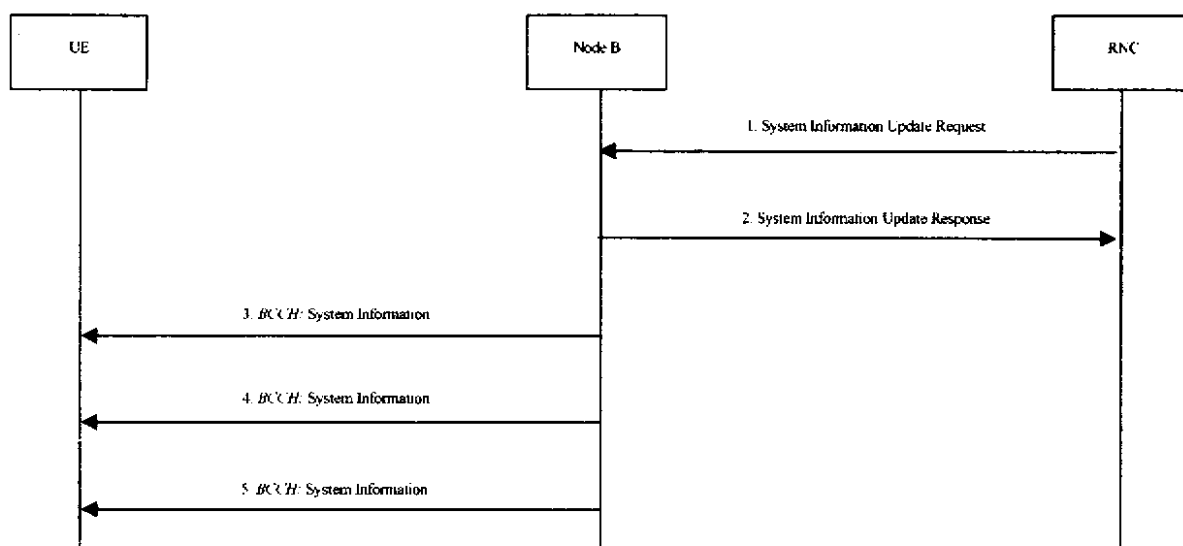 UE
Node B
RNC
1. System Information Update Request
2. System Information Update Response
3. BCCH: System Information
4. BCCH: System Information
5. BCCH: System Information